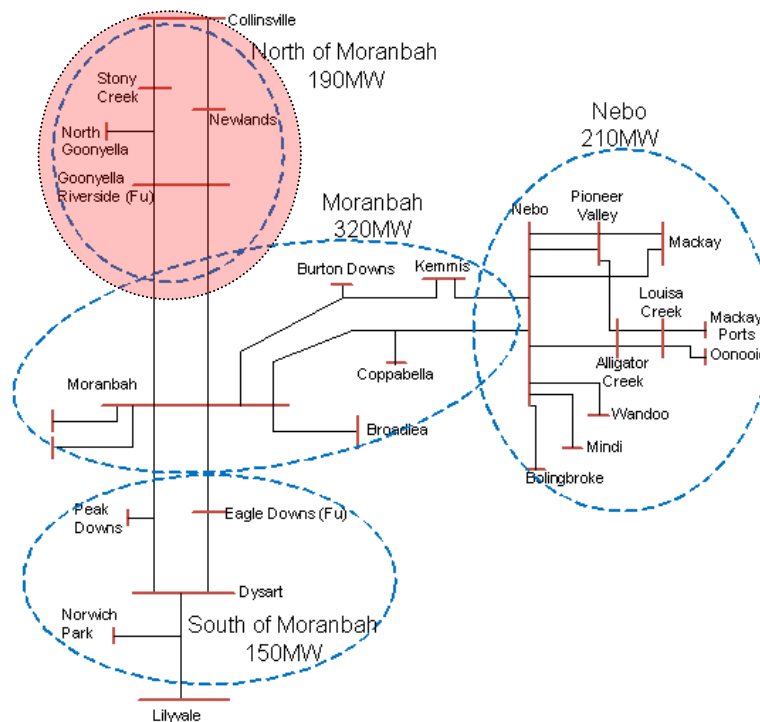 Collinsville
North of Moranbah
190MW
Stony
Creek
Newlands
North
Goonyella
Goonyella
Riverside (Fu)
Nebo
210MW
Pioneer
Valley
Nebo
Mackay
Moranbah
320MW
Burton Downs
Kemmis
Louisa
Creek
Mackay
Ports
Oonooie
Alligator
Creek
Coppabella
Moranbah
Broadlea
Wandoo
Mindi
Bolingbroke
Peak
Downs
Eagle Downs (Fu)
Dysart
Norwich
Park
South of Moranbah
150MW
Lilyvale